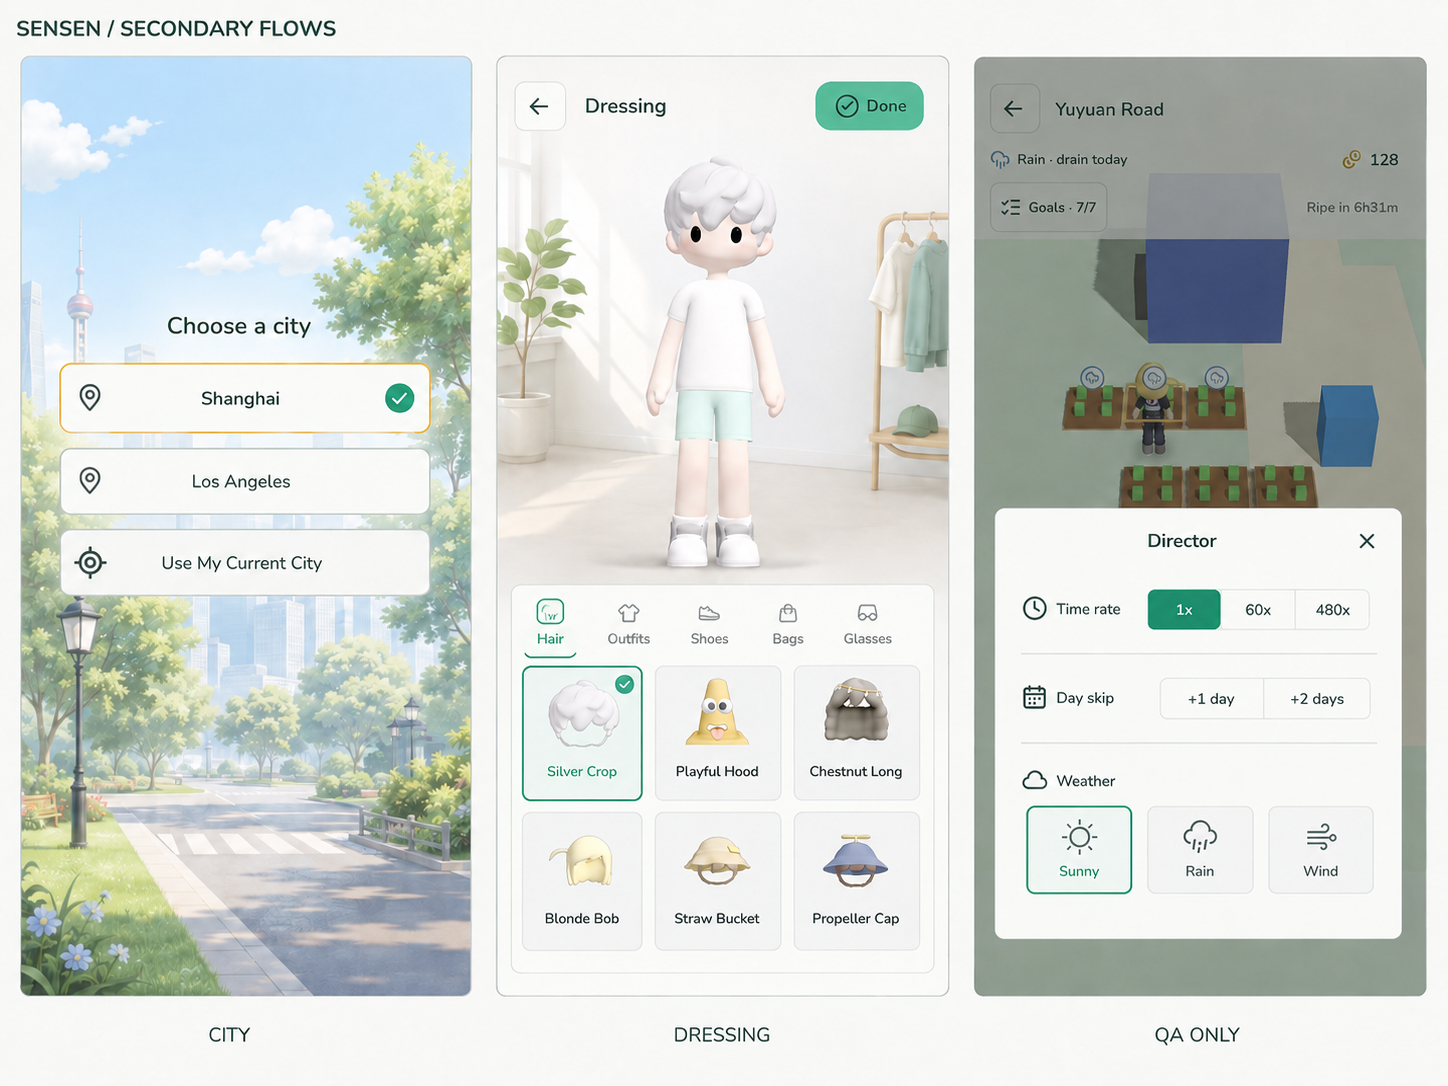 SENSEN / SECONDARY FLOWS
Choose a city
Shanghai
Los Angeles
Use My Current City
CITY
Dressing
Done
Hair
Outfits
Shoes
Bags
Glasses
Silver Crop
Playful Hood
Chestnut Long
Blonde Bob
Straw Bucket
Propeller Cap
DRESSING
Yuyuan Road
Rain · drain today
128
Goals · 7/7
Ripe in 6h31m
Director
Time rate
1x
60x
480x
Day skip
+1 day
+2 days
Weather
Sunny
Rain
Wind
QA ONLY